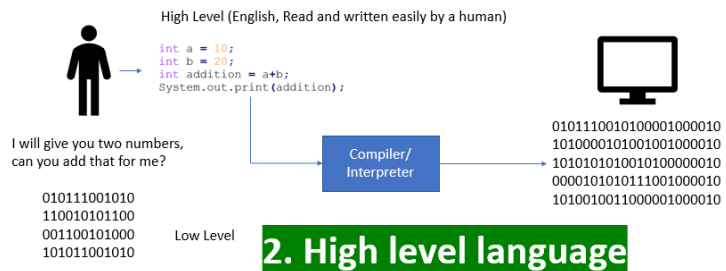 High Level (English, Read and written easily by a human)
int a = 10;
int b = 20;
int addition = a+b;
System.out.print(addition);
I will give you two numbers,
can you add that for me?
Compiler/
Interpreter
0101110010100001000010
1010000101001001000010
1010101010010100000010
0000101010111001000010
1010010011000001000010
010111001010
110010101100
001100101000
101011001010
Low Level
2. High level language